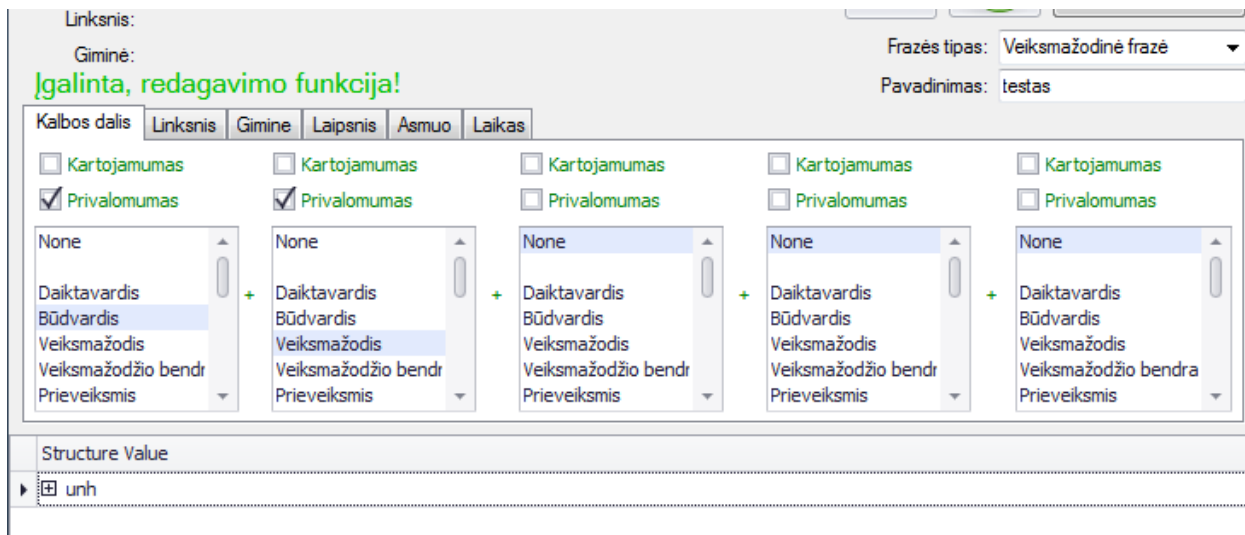 Linksnis:
Giminė:
Frazės tipas: Veiksmažodinė frazė
Įgalinta, redagavimo funkcija!
Pavadinimas: testas
Kalbos dalis Linksnis Gimine Laipsnis Asmuo Laikas
Kartojamumas Kartojamumas Kartojamumas Kartojamumas Kartojamumas
Privalomumas Privalomumas Privalomumas Privalomumas Privalomumas
None None None None None
Daiktavardis + Daiktavardis + Daiktavardis + Daiktavardis + Daiktavardis
Būdvardis Būdvardis Būdvardis Būdvardis Būdvardis
Veiksmažodis Veiksmažodis Veiksmažodis Veiksmažodis Veiksmažodis
Veiksmažodžio bendr Veiksmažodžio bendr Veiksmažodžio bendr Veiksmažodžio bendr Veiksmažodžio bendra
Prieveiksmis Prieveiksmis Prieveiksmis Prieveiksmis Prieveiksmis
Structure Value
unh